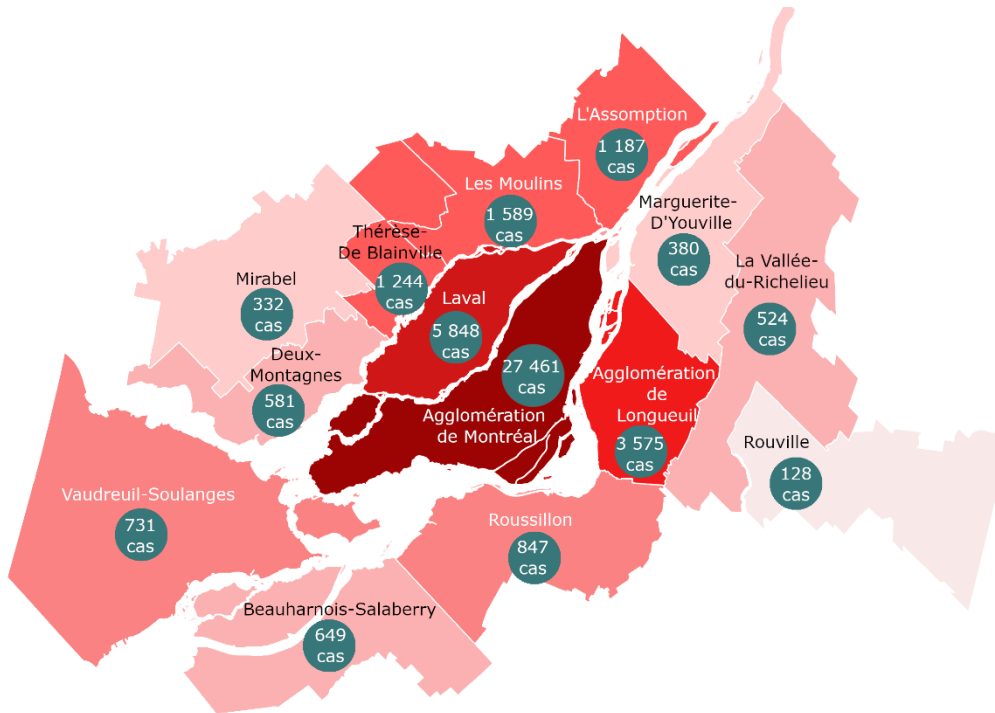 L'Assomption
1 187
cas
Les Moulins
1 589
cas
Marguerite-
D'Youville
380
cas
Thérèse-
De Blainville
1 244
cas
La Vallée-
du-Richelieu
524
cas
Mirabel
332
cas
Laval
5 848
cas
Deux-
Montagnes
581
cas
27 461
cas
Agglomération
de Montréal
Agglomération
de
Longueuil
3 575
cas
Rouville
128
cas
Vaudreuil-Soulanges
731
cas
Roussillon
847
cas
Beauharnois-Salaberry
649
cas